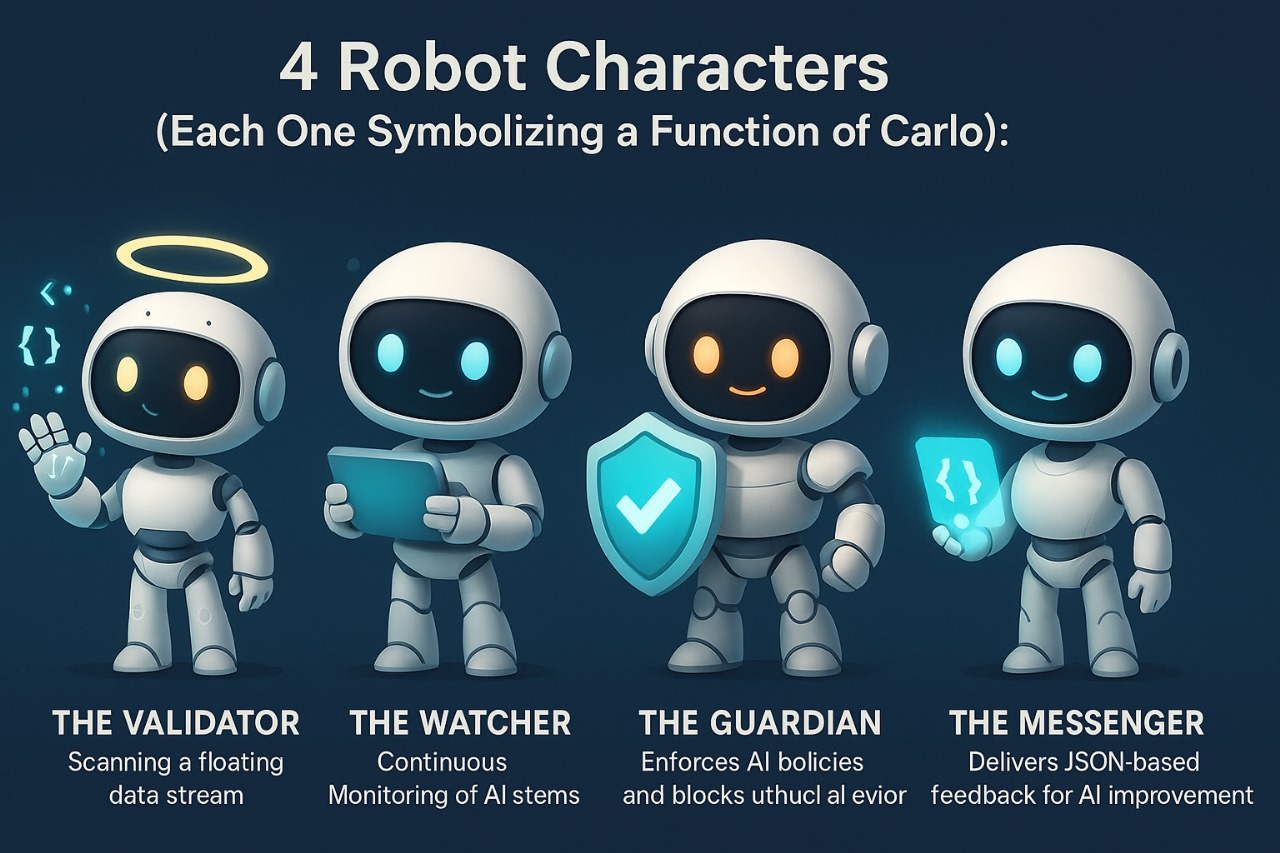 4 Robot Characters
(Each One Symbolizing a Function of Carlo):
< 
{}
{}
THE VALIDATOR
Scanning a floating
data stream
THE WATCHER
Continuous
Monitoring of AI stems
THE GUARDIAN
Enforces AI bolicies
and blocks uthucl al evior
THE MESSENGER
Delivers JSON-based
feedback for AI improvement